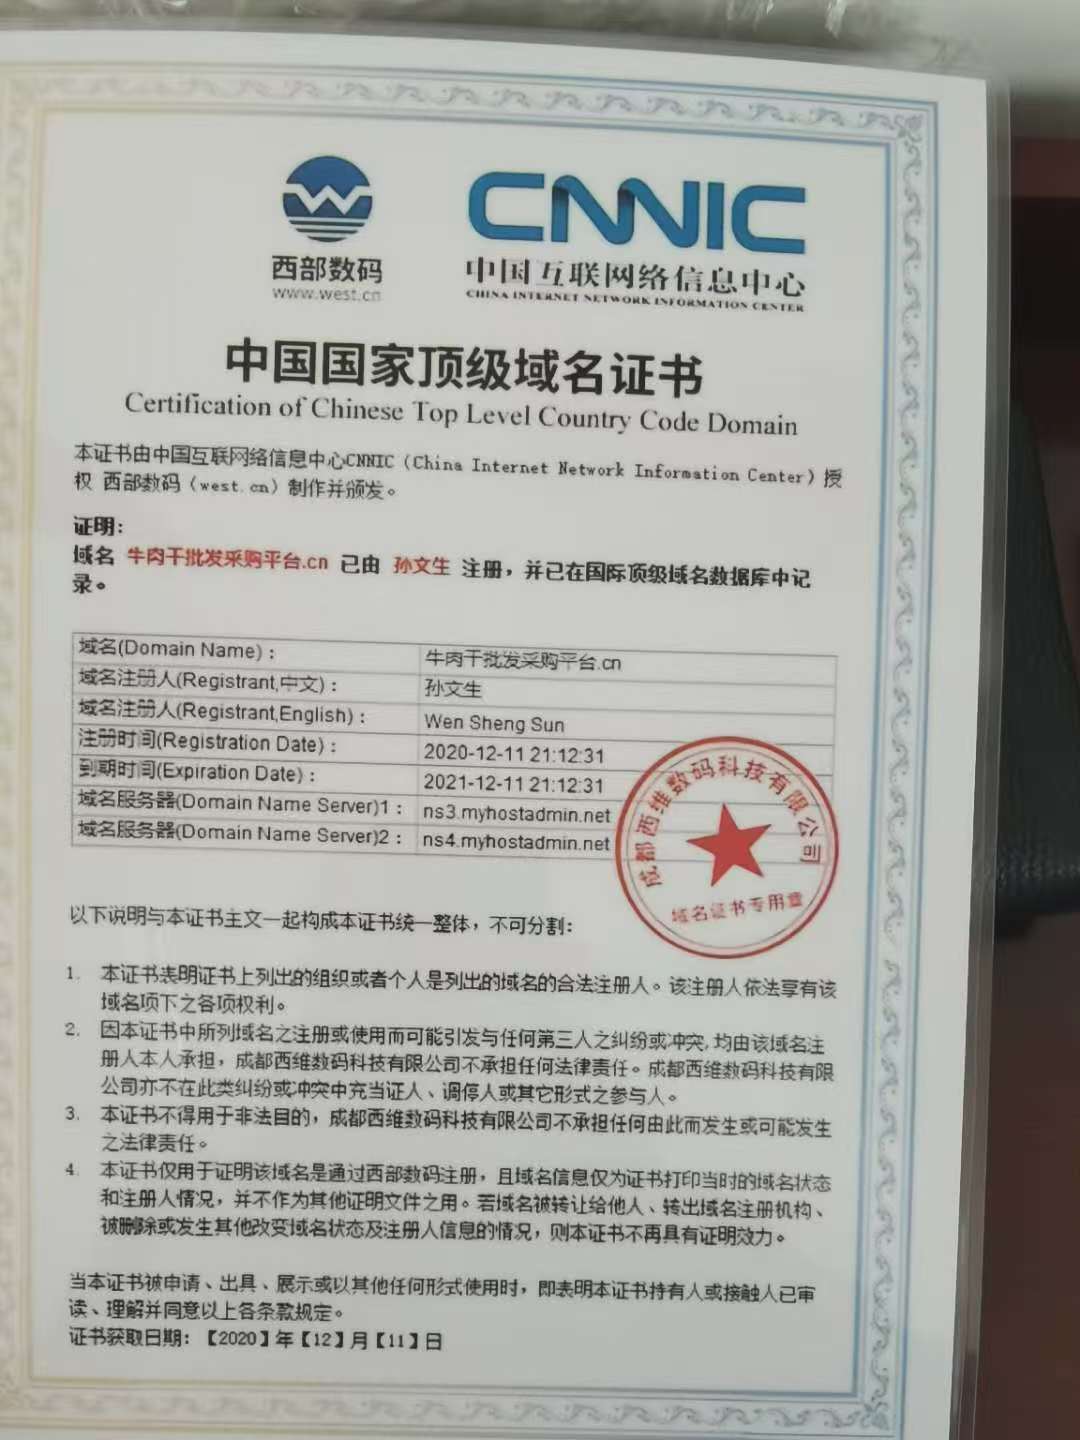 西部数码
www.west.cn
CNNIC
中国互联网络信息中心
CHINA INTERNET NETWORK INFORMATION CENTER
中国国家顶级域名证书
Certification of Chinese Top Level Country Code Domain
本证书由中国互联网络信息中心CNNIC（China Internet Network Information Center）授
权 西部数码（west.cn）制作并颁发。
证明：
域名 牛肉干批发采购平台.cn 已由 孙文生 注册，并已在国际顶级域名数据库中记
录。
域名(Domain Name)： 牛肉干批发采购平台.cn
域名注册人(Registrant,中文)： 孙文生
域名注册人(Registrant,English)： Wen Sheng Sun
注册时间(Registration Date)： 2020-12-11 21:12:31
到期时间(Expiration Date)： 2021-12-11 21:12:31
域名服务器(Domain Name Server)1： ns3.myhostadmin.net
域名服务器(Domain Name Server)2： ns4.myhostadmin.net
成都西维数码科技有限公司
域名证书专用章
以下说明与本证书主文一起构成本证书统一整体，不可分割：
1. 本证书表明证书上列出的组织或者个人是列出的域名的合法注册人。该注册人依法享有该
域名项下之各项权利。
2. 因本证书中所列域名之注册或使用而可能引发与任何第三人之纠纷或冲突,均由该域名注
册人本人承担，成都西维数码科技有限公司不承担任何法律责任。成都西维数码科技有限
公司亦不在此类纠纷或冲突中充当证人、调停人或其它形式之参与人。
3. 本证书不得用于非法目的，成都西维数码科技有限公司不承担任何由此而发生或可能发生
之法律责任。
4. 本证书仅用于证明该域名是通过西部数码注册，且域名信息仅为证书打印当时的域名状态
和注册人情况，并不作为其他证明文件之用。若域名被转让给他人、转出域名注册机构、
被删除或发生其他改变域名状态及注册人信息的情况，则本证书不再具有证明效力。
当本证书被申请、出具、展示或以其他任何形式使用时，即表明本证书持有人或接触人已审
读、理解并同意以上各条款规定。
证书获取日期：【2020】年【12】月【11】日